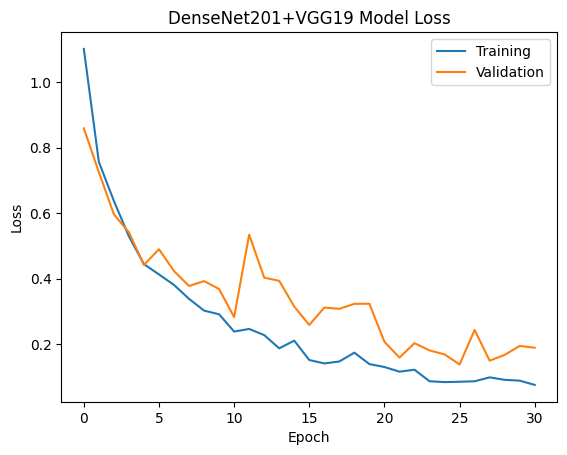 DenseNet201+VGG19 Model Loss
Training
Validation
1.0
0.8
0.6
0.4
0.2
Loss
0 5 10 15 20 25 30
Epoch